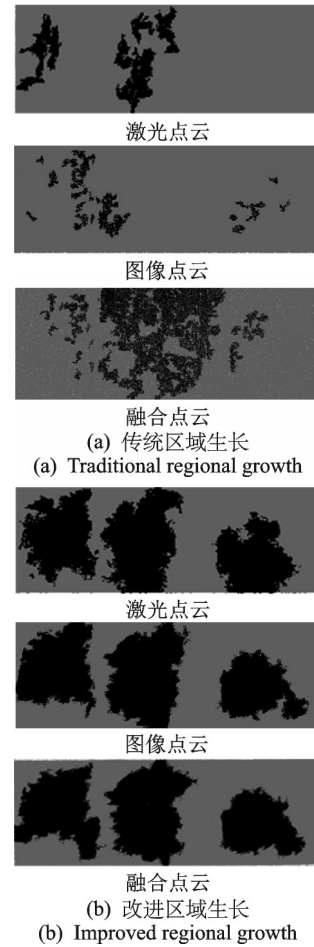 激光点云
图像点云
融合点云
(a) 传统区域生长
(a) Traditional regional growth
激光点云
图像点云
融合点云
(b) 改进区域生长
(b) Improved regional growth